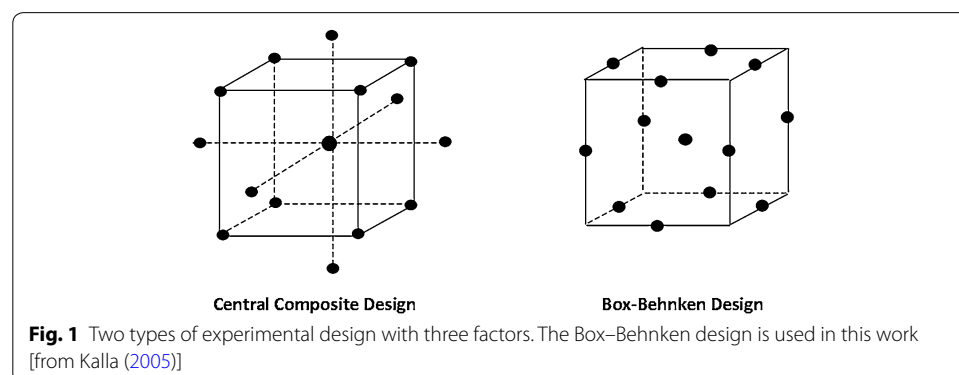 Central Composite Design
Box-Behnken Design
Fig. 1 Two types of experimental design with three factors. The Box–Behnken design is used in this work
[from Kalla (2005)]